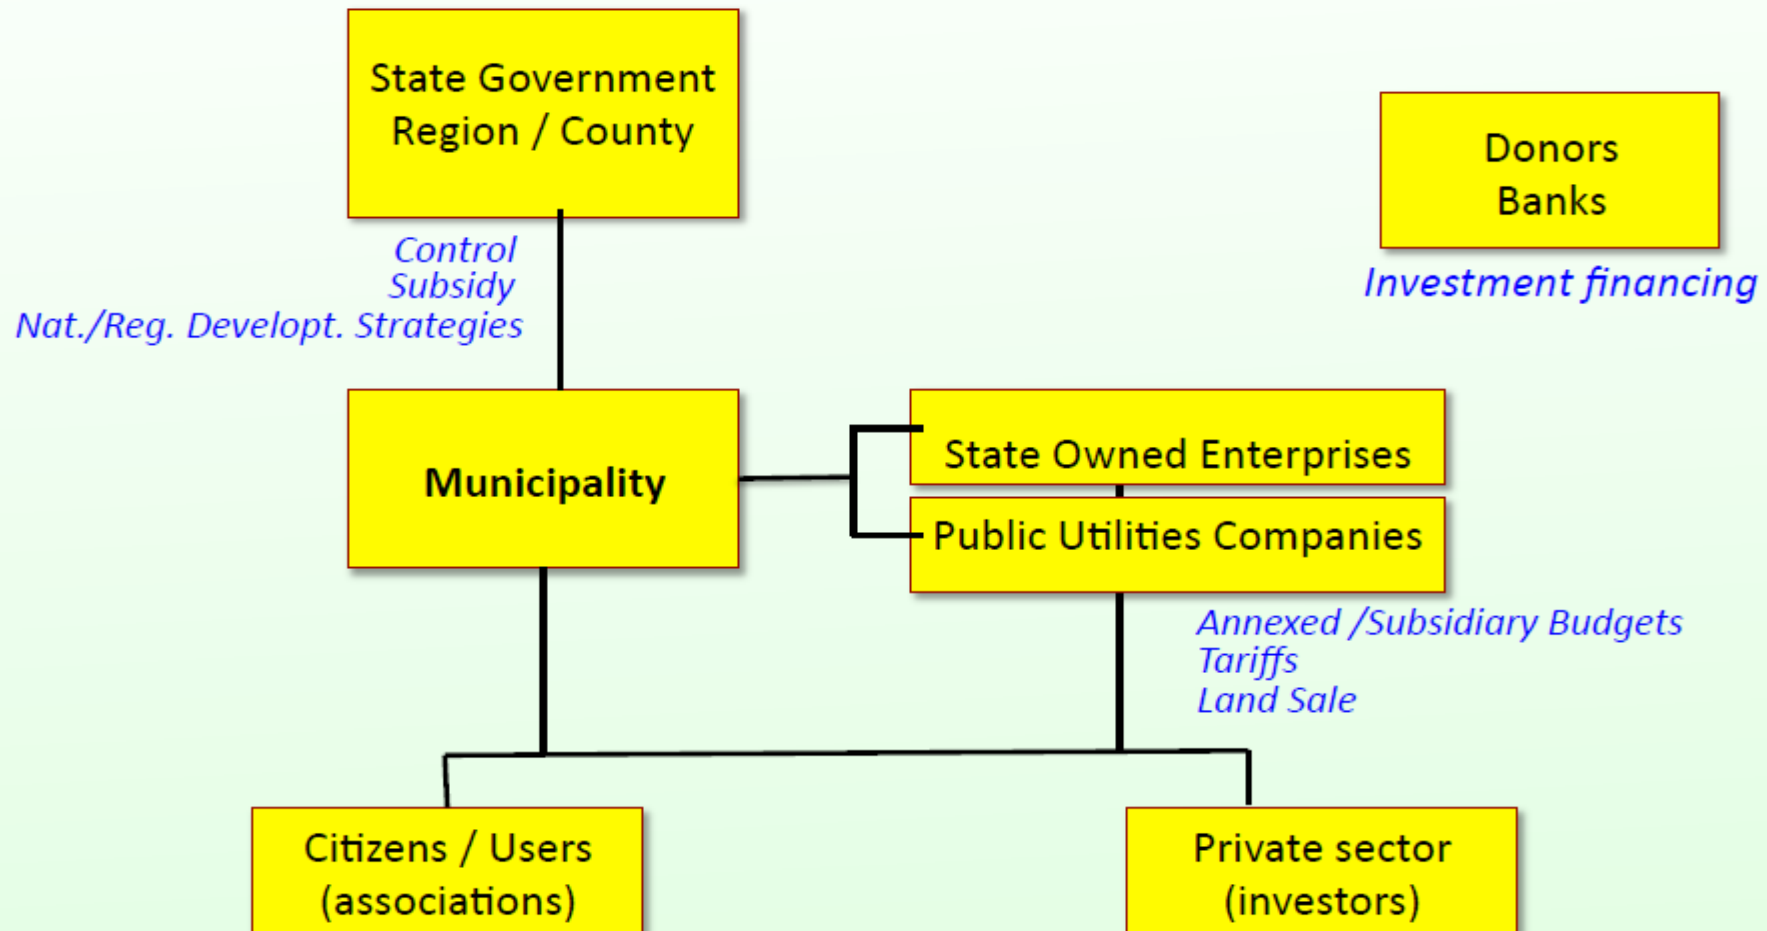 State Government
Region / County
Donors
Banks
Control
Subsidy
Nat./Reg. Developt. Strategies
Investment financing
Municipality
State Owned Enterprises
Public Utilities Companies
Annexed /Subsidiary Budgets
Tariffs
Land Sale
Citizens / Users
(associations)
Private sector
(investors)